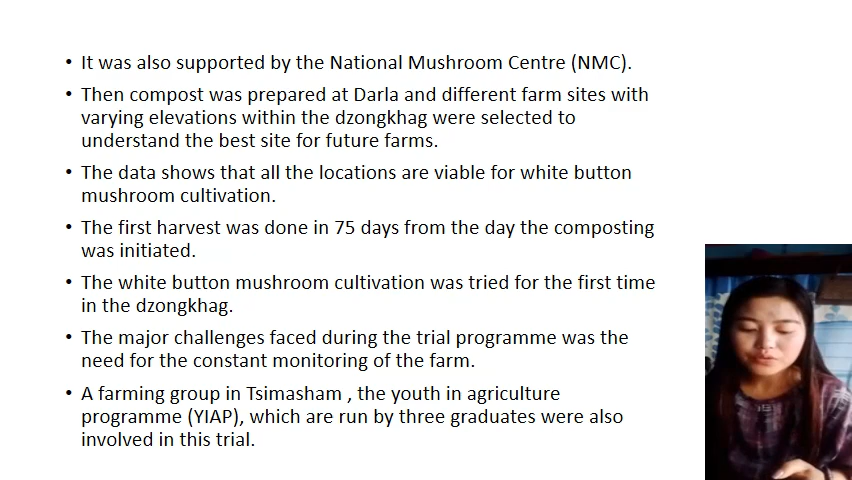 • It was also supported by the National Mushroom Centre (NMC).
• Then compost was prepared at Darla and different farm sites with
varying elevations within the dzongkhag were selected to
understand the best site for future farms.
• The data shows that all the locations are viable for white button
mushroom cultivation.
• The first harvest was done in 75 days from the day the composting
was initiated.
• The white button mushroom cultivation was tried for the first time
in the dzongkhag.
• The major challenges faced during the trial programme was the
need for the constant monitoring of the farm.
• A farming group in Tsimasham , the youth in agriculture
programme (YIAP), which are run by three graduates were also
involved in this trial.